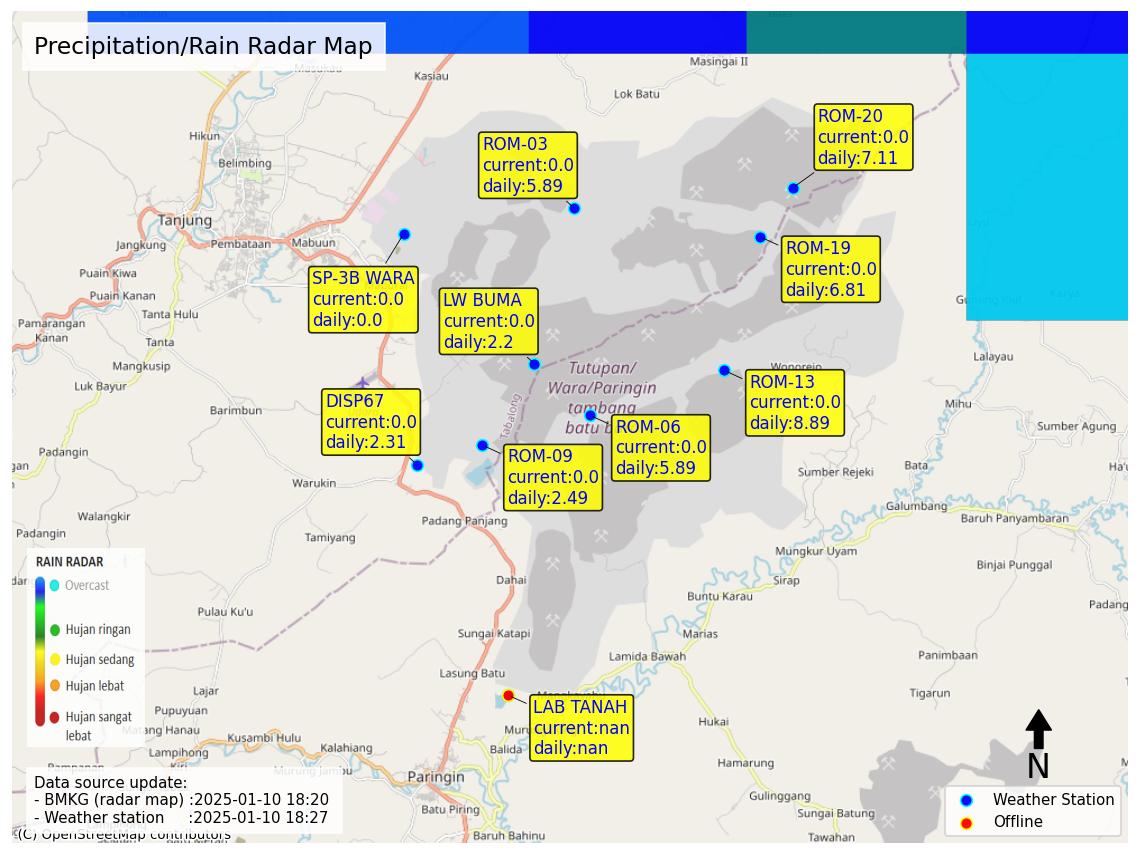 Precipitation/Rain Radar Map
Masingai II
Kasiau
Lok Batu
Hikun
Belimbing
Tanjung
Jangkung
Pembataan
Mabuun
Puain Kiwa
Puain Kanan
Pamarangan
Kanan
Tanta Hulu
Tanta
Mangkusip
Luk Bayur
Barimbun
Padangin
Warukin
Walangkir
Padangin
Tamiyang
Padang Panjang
Dahai
Pulau Ku'u
Sungai Katapi
Lasung Batu
Lajar
Pupuyuan
Matang Hanau
Kusambi Hulu
Lampihong
Kalahiang
Murung Jambu
Paringin
Balida
Batu Piring
Baruh Bahinu
Tabalong
Tutupan/
Wara/Paringin
tambang
batu b
Wonorejo
Lalayau
Mihu
Sumber Agung
Bata
Sumber Rejeki
Galumbang
Baruh Panyambaran
Mungkur Uyam
Sirap
Binjai Punggal
Buntu Karau
Padang
Marias
Lamida Bawah
Panimbaan
Tigarun
Hukai
Hamarung
Gulinggang
Sungai Batung
Tawahan
ROM-03
current:0.0
daily:5.89
ROM-20
current:0.0
daily:7.11
SP-3B WARA
current:0.0
daily:0.0
LW BUMA
current:0.0
daily:2.2
ROM-19
current:0.0
daily:6.81
DISP67
current:0.0
daily:2.31
ROM-09
current:0.0
daily:2.49
ROM-06
current:0.0
daily:5.89
ROM-13
current:0.0
daily:8.89
LAB TANAH
current:nan
daily:nan
RAIN RADAR
Overcast
Hujan ringan
Hujan sedang
Hujan lebat
Hujan sangat
lebat
Data source update:
- BMKG (radar map) :2025-01-10 18:20
- Weather station :2025-01-10 18:27
(C) OpenStreetMap contributors
N
Weather Station
Offline